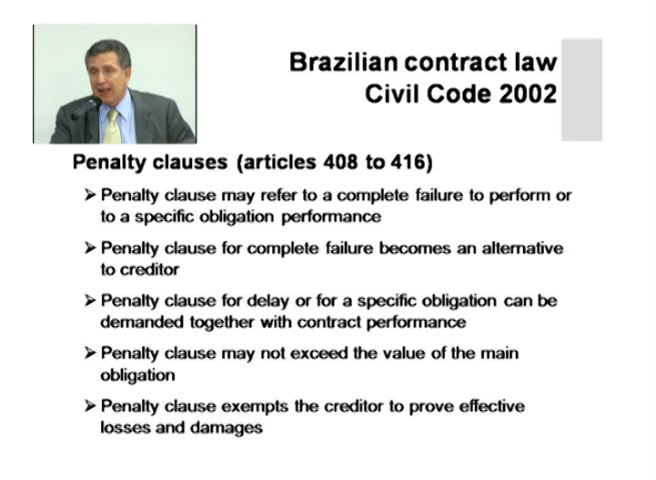 Brazilian contract law
Civil Code 2002
Penalty clauses (articles 408 to 416)
➢ Penalty clause may refer to a complete failure to perform or
to a specific obligation performance
➢ Penalty clause for complete failure becomes an alternative
to creditor
➢ Penalty clause for delay or for a specific obligation can be
demanded together with contract performance
➢ Penalty clause may not exceed the value of the main
obligation
➢ Penalty clause exempts the creditor to prove effective
losses and damages